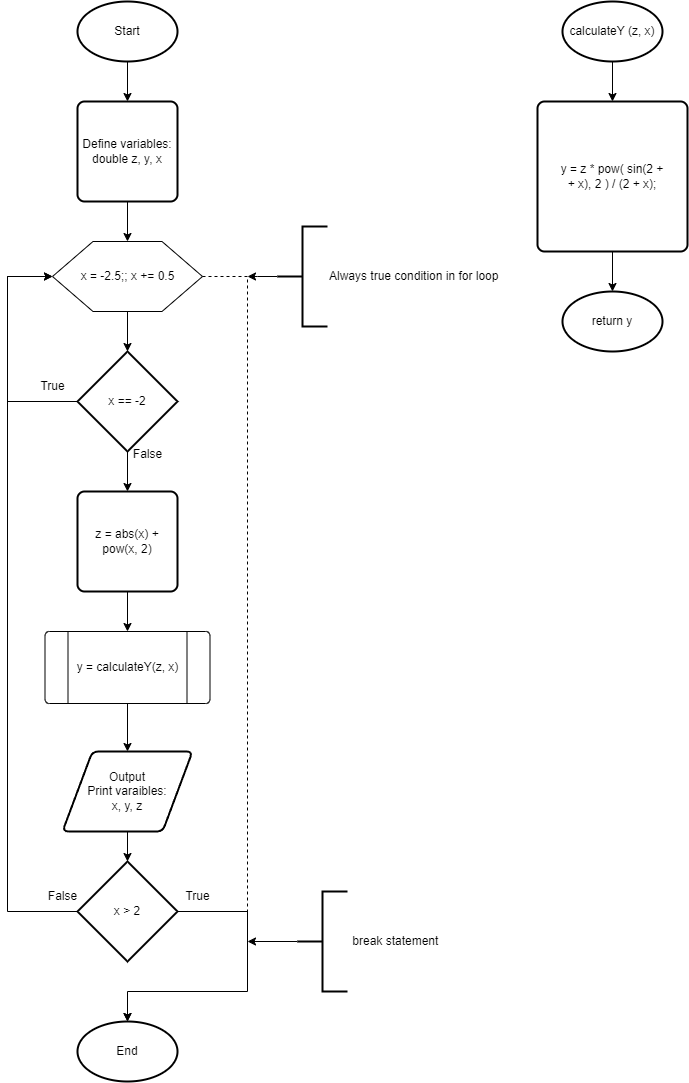 Start
Define variables:
double z, y, x
x = -2.5;; x += 0.5
Always true condition in for loop
True
x == -2
False
z = abs(x) +
pow(x, 2)
y = calculateY(z, x)
Output
Print varaibles:
x, y, z
False
True
x > 2
break statement
End
calculateY (z, x)
y = z * pow( sin(2 +
+ x), 2 ) / (2 + x);
return y